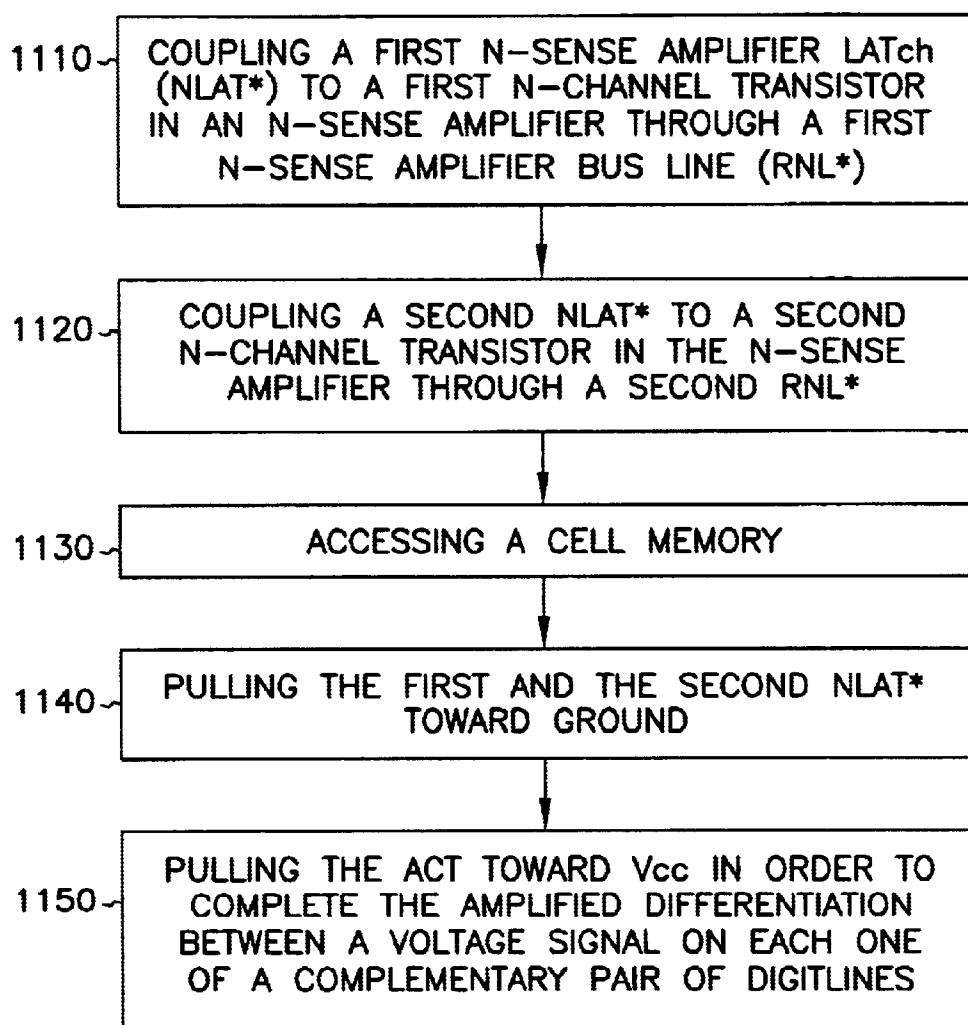 1110
COUPLING A FIRST N-SENSE AMPLIFIER LATch
(NLAT*) TO A FIRST N-CHANNEL TRANSISTOR
IN AN N-SENSE AMPLIFIER THROUGH A FIRST
N-SENSE AMPLIFIER BUS LINE (RNL*)
1120
COUPLING A SECOND NLAT* TO A SECOND
N-CHANNEL TRANSISTOR IN THE N-SENSE
AMPLIFIER THROUGH A SECOND RNL*
1130
ACCESSING A CELL MEMORY
1140
PULLING THE FIRST AND THE SECOND NLAT*
TOWARD GROUND
1150
PULLING THE ACT TOWARD Vcc IN ORDER TO
COMPLETE THE AMPLIFIED DIFFERENTIATION
BETWEEN A VOLTAGE SIGNAL ON EACH ONE
OF A COMPLEMENTARY PAIR OF DIGITLINES